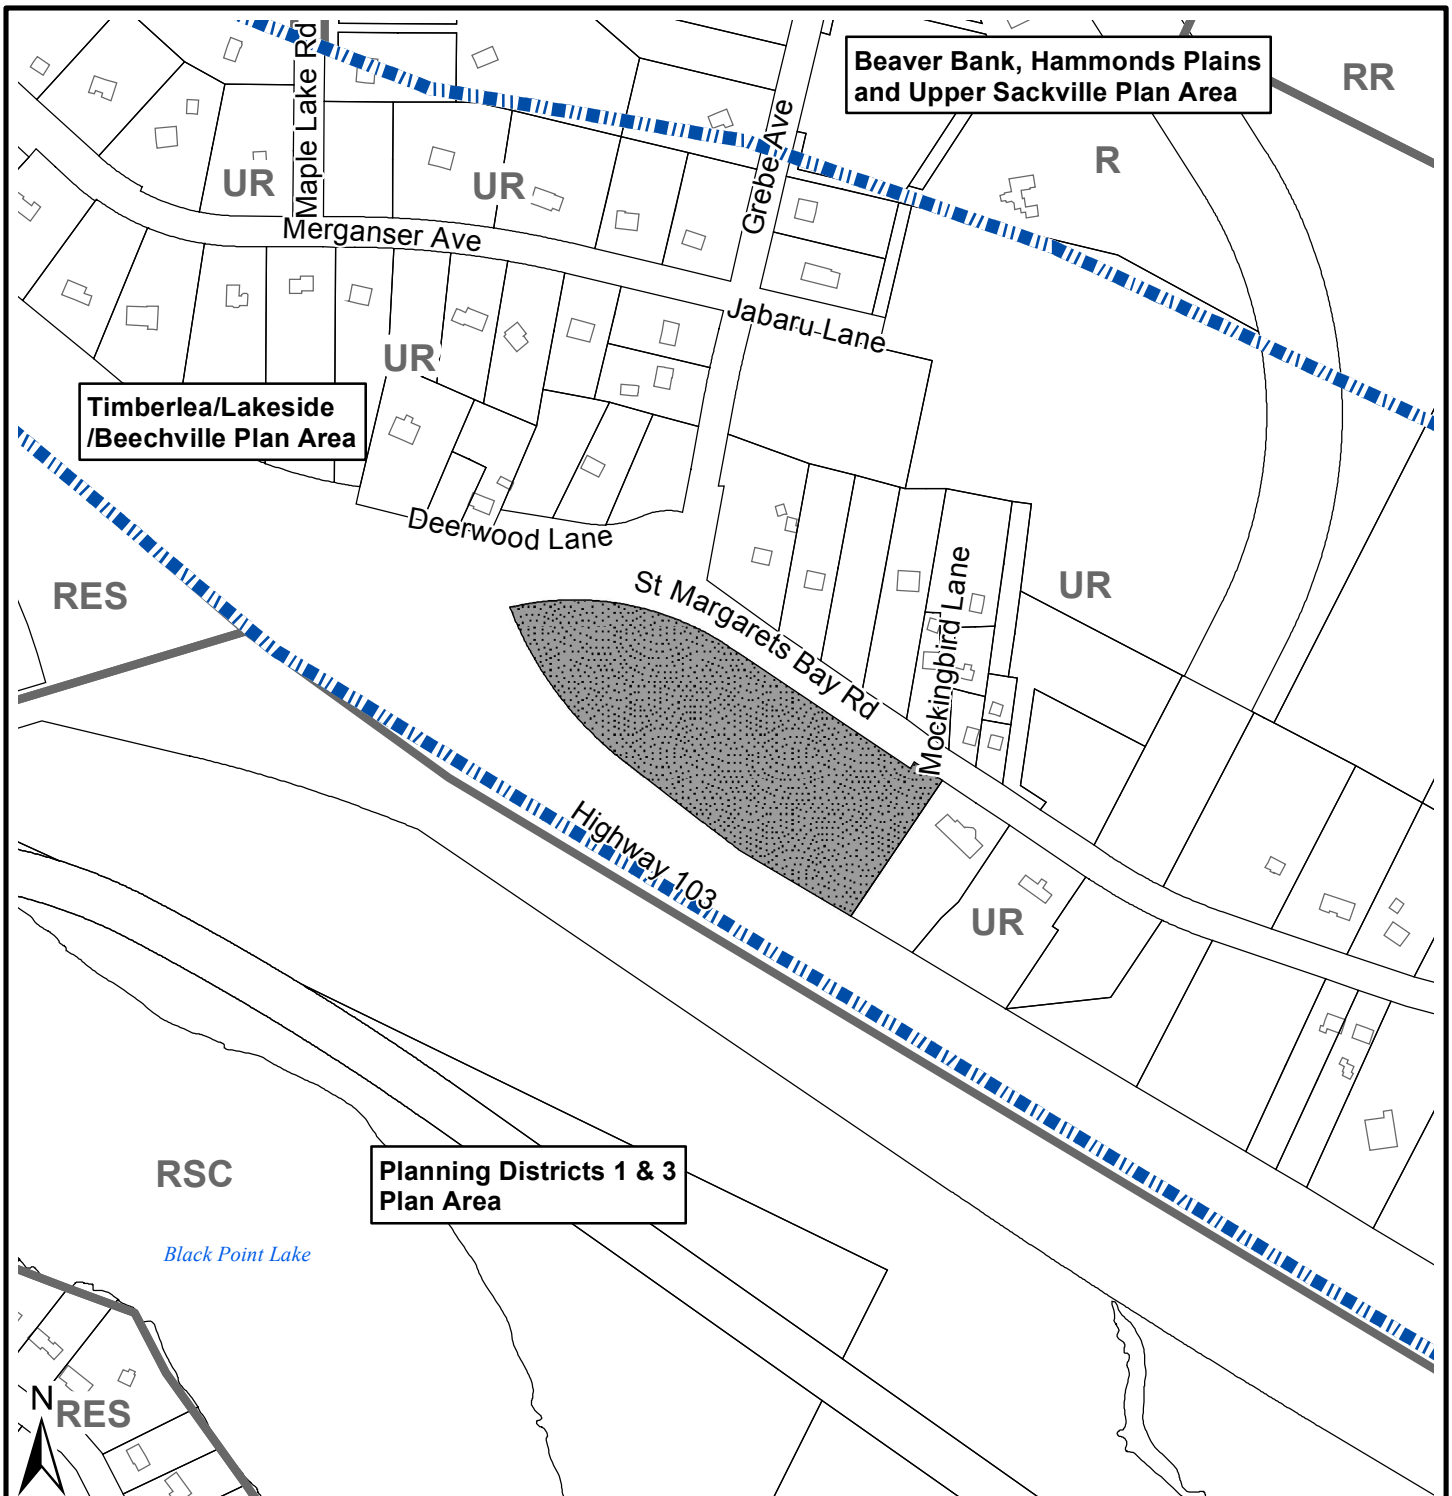 Maple Lake Rd
Beaver Bank, Hammonds Plains
and Upper Sackville Plan Area
RR
R
UR
UR
Grebe Ave
Merganser Ave
Jabaru Lane
UR
Timberlea/Lakeside
/Beechville Plan Area
Deerwood Lane
RES
St Margarets Bay Rd
Mockingbird Lane
UR
Highway 103
UR
RSC
Planning Districts 1 & 3
Plan Area
Black Point Lake
N
RES